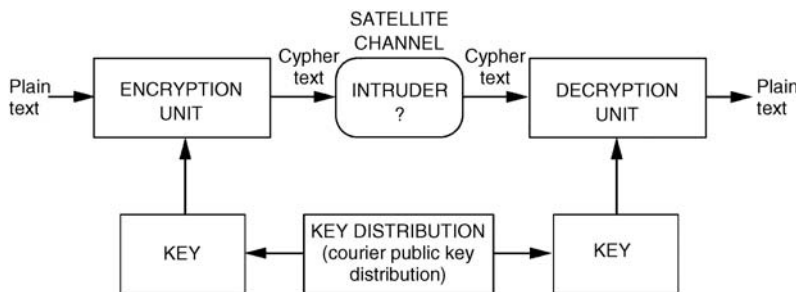 SATELLITE
CHANNEL
Plain
text
ENCRYPTION
UNIT
Cypher
text
INTRUDER
?
Cypher
text
DECRYPTION
UNIT
Plain
text
KEY
KEY DISTRIBUTION
(courier public key
distribution)
KEY